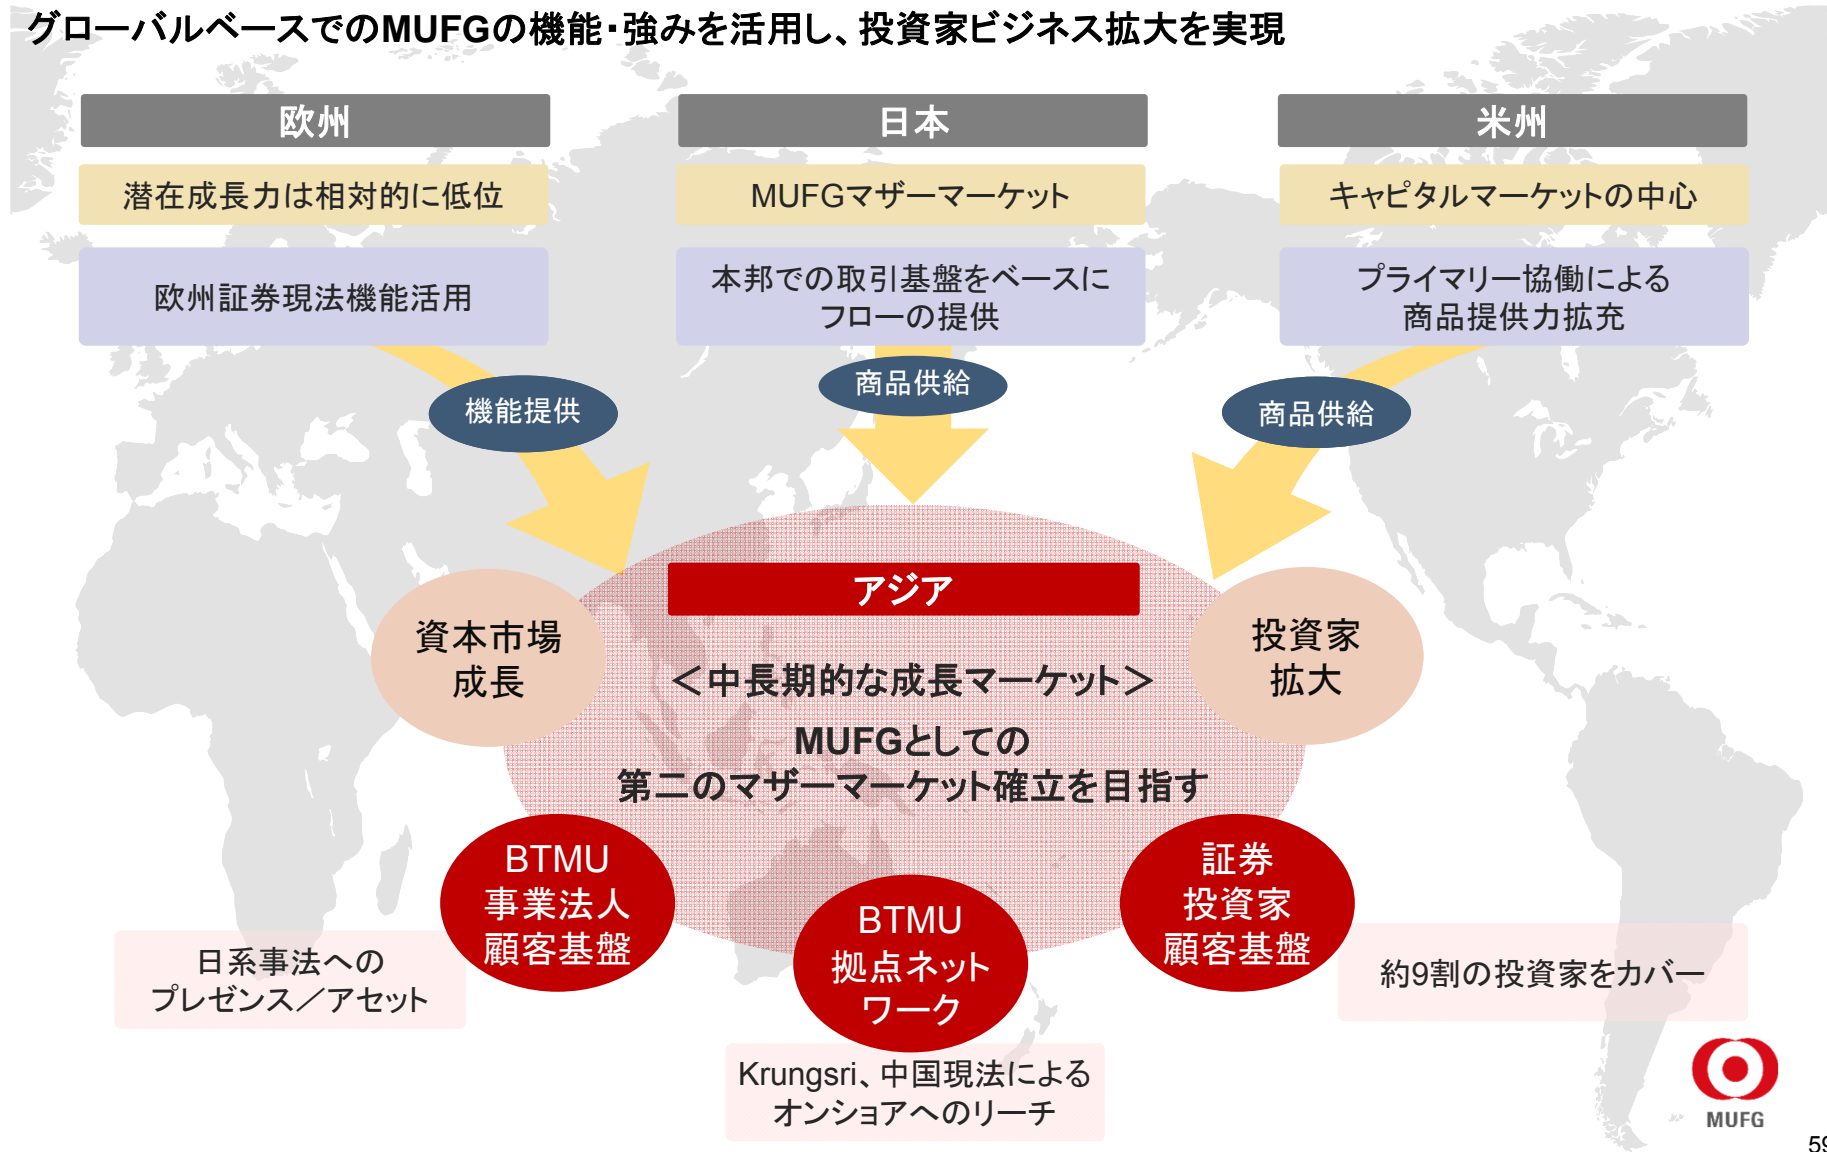 グローバルベースでのMUFGの機能・強みを活用し、投資家ビジネス拡大を実現
欧州
潜在成長力は相対的に低位
欧州証券現法機能活用
機能提供
日本
MUFGマザーマーケット
本邦での取引基盤をベースに
フローの提供
商品供給
米州
キャピタルマーケットの中心
プライマリー協働による
商品提供力拡充
商品供給
アジア
資本市場
成長
＜中長期的な成長マーケット＞
MUFGとしての
第二のマザーマーケット確立を目指す
投資家
拡大
BTMU
事業法人
顧客基盤
日系事法への
プレゼンス／アセット
BTMU
拠点ネット
ワーク
Krungsri、中国現法による
オンショアへのリーチ
証券
投資家
顧客基盤
約9割の投資家をカバー
MUFG
59